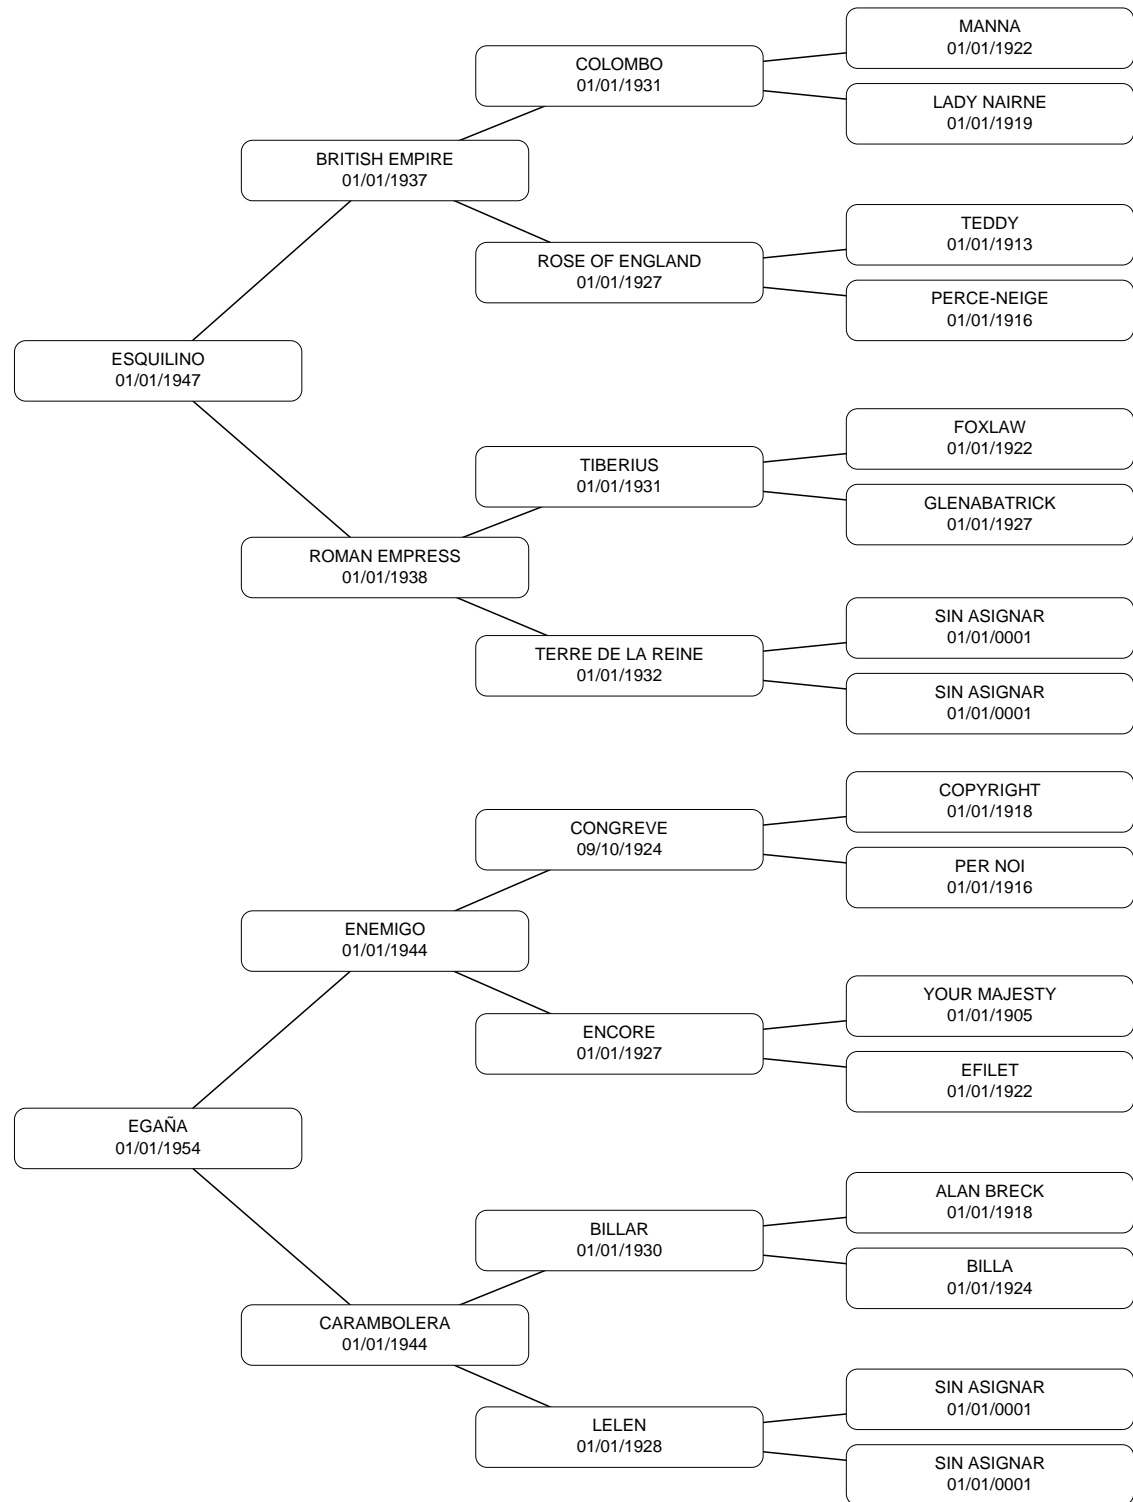 MANNA
01/01/1922
COLOMBO
01/01/1931
LADY NAIRNE
01/01/1919
BRITISH EMPIRE
01/01/1937
TEDDY
01/01/1913
ROSE OF ENGLAND
01/01/1927
PERCE-NEIGE
01/01/1916
ESQUILINO
01/01/1947
FOXLAW
01/01/1922
TIBERIUS
01/01/1931
GLENABATRICK
01/01/1927
ROMAN EMPRESS
01/01/1938
SIN ASIGNAR
01/01/0001
TERRE DE LA REINE
01/01/1932
SIN ASIGNAR
01/01/0001
COPYRIGHT
01/01/1918
CONGREVE
09/10/1924
PER NOI
01/01/1916
ENEMIGO
01/01/1944
YOUR MAJESTY
01/01/1905
ENCORE
01/01/1927
EFILET
01/01/1922
EGAÑA
01/01/1954
ALAN BRECK
01/01/1918
BILLAR
01/01/1930
BILLA
01/01/1924
CARAMBOLERA
01/01/1944
SIN ASIGNAR
01/01/0001
LELEN
01/01/1928
SIN ASIGNAR
01/01/0001